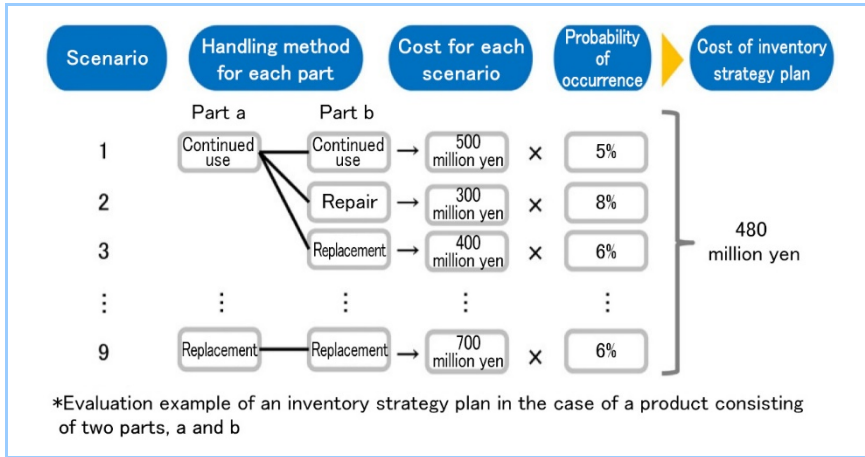 Scenario
Handling method
for each part
Cost for each
scenario
Probability
of
occurrence
Cost of inventory
strategy plan
Part a
Part b
1
Continued
use
Continued
use
→
500
million yen
×
5%
2
Repair
→
300
million yen
×
8%
3
Replacement
→
400
million yen
×
6%
480
million yen
⋮
⋮
⋮
⋮
⋮
9
Replacement
Replacement
→
700
million yen
×
6%
*Evaluation example of an inventory strategy plan in the case of a product consisting
of two parts, a and b